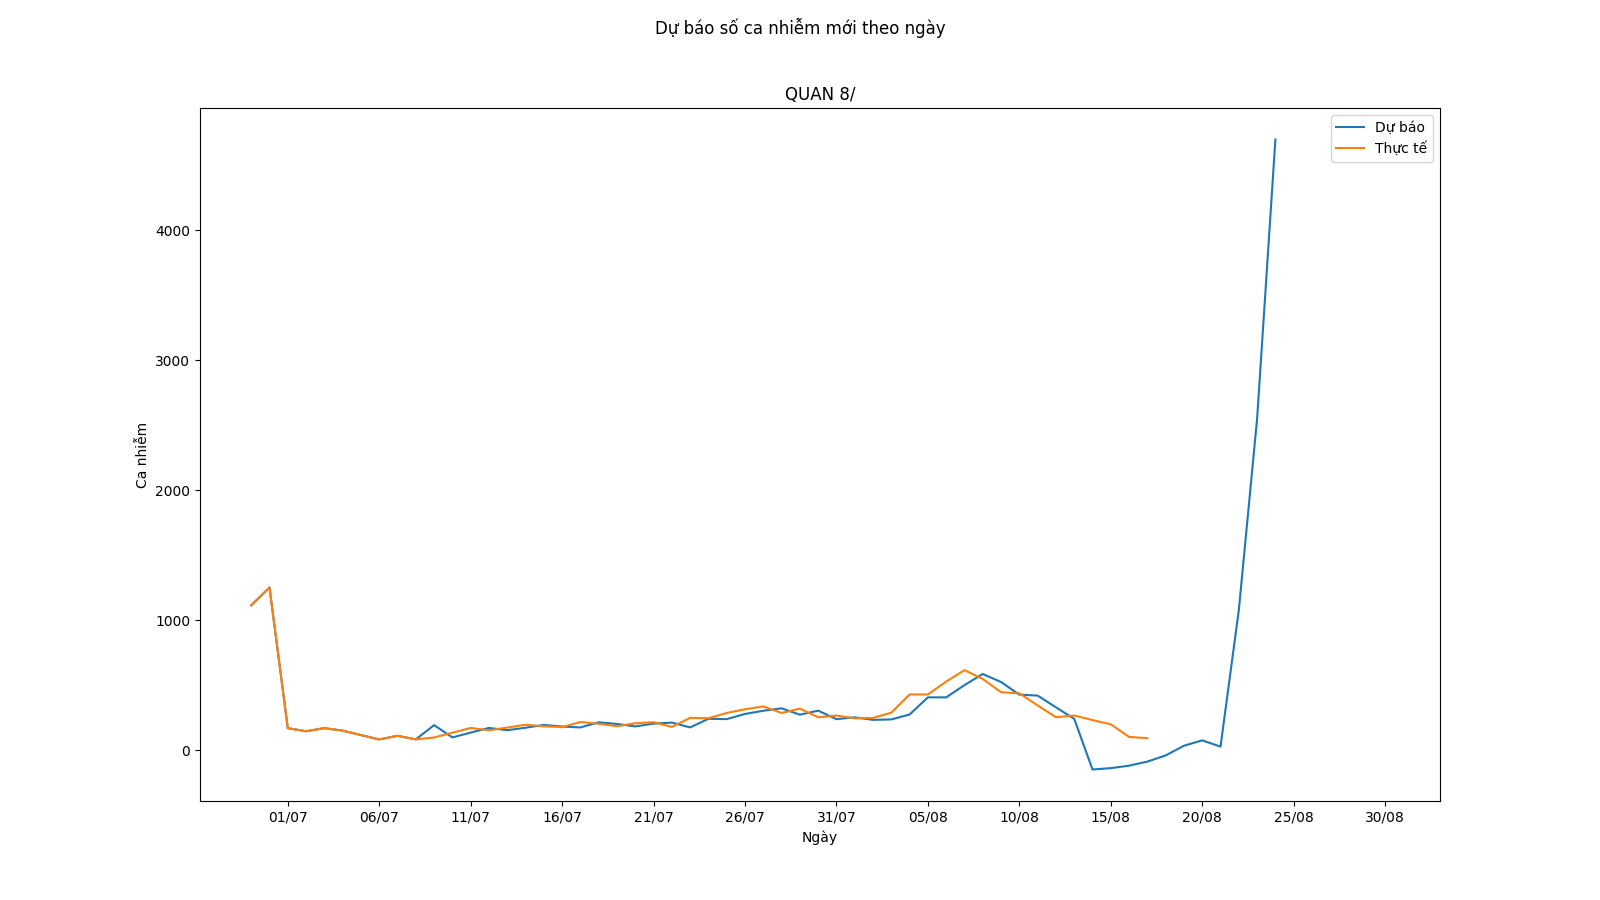 Dự báo số ca nhiễm mới theo ngày
QUAN 8/
Dự báo
Thực tế
4000
3000
2000
1000
0
Ca nhiễm
01/07 06/07 11/07 16/07 21/07 26/07 31/07 05/08 10/08 15/08 20/08 25/08 30/08
Ngày